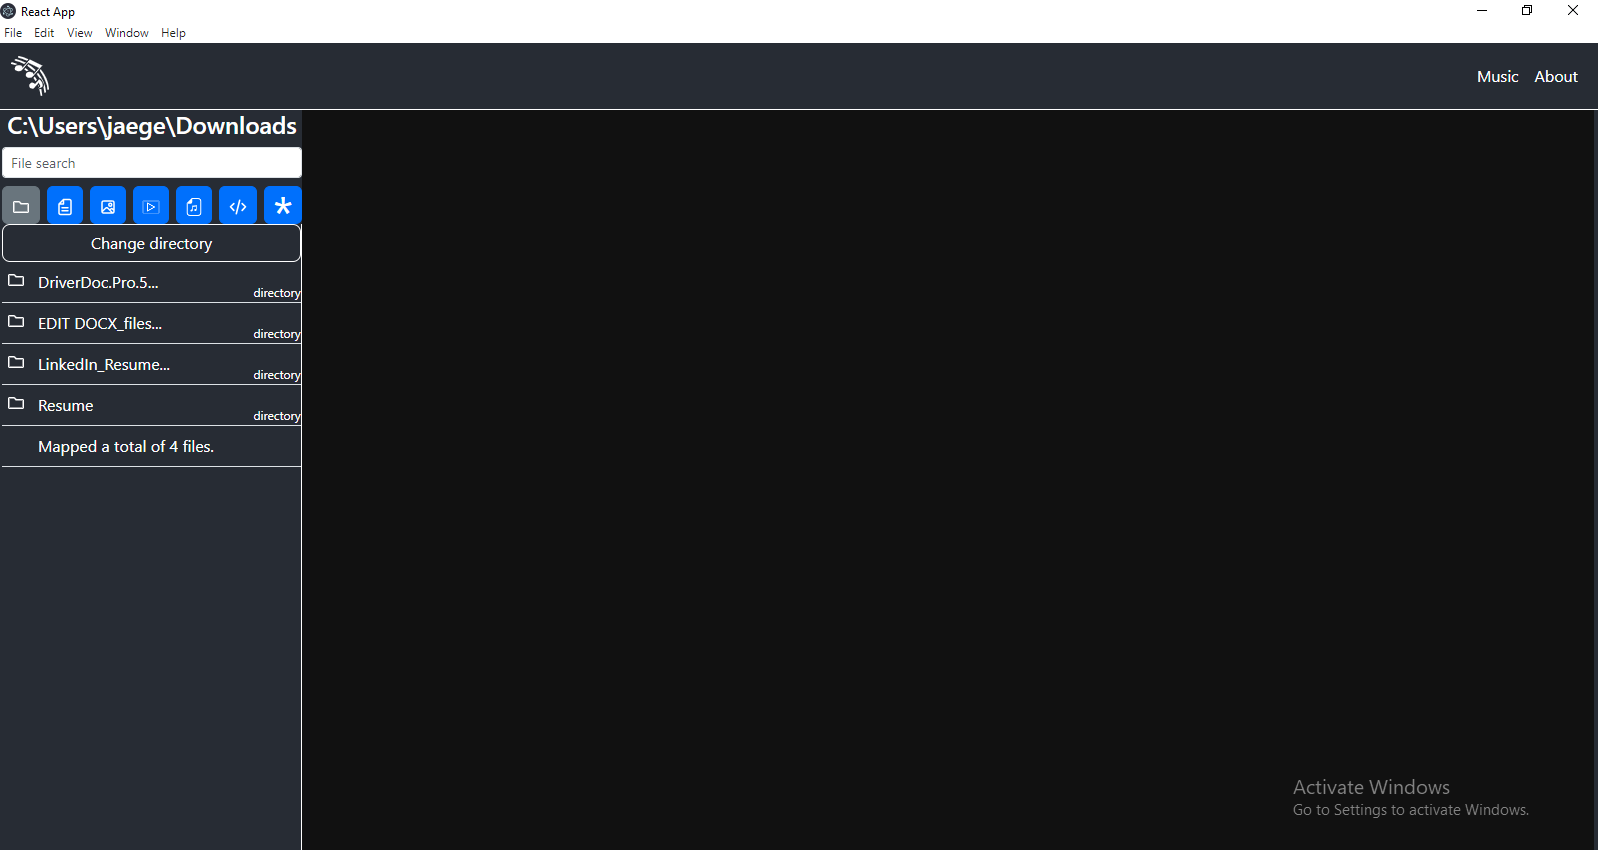 React App
File Edit View Window Help
Music About
C:\Users\jaege\Downloads
File search
Change directory
DriverDoc.Pro.5...
directory
EDIT DOCX_files...
directory
LinkedIn_Resume...
directory
Resume
directory
Mapped a total of 4 files.
Activate Windows
Go to Settings to activate Windows.